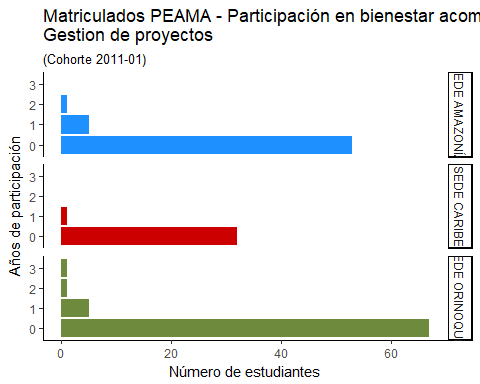 Matriculados PEAMA - Participación en bienestar acom
Gestion de proyectos
(Cohorte 2011-01)
Años de participación
3
2
1
0
EDE AMAZONÍ
3
2
1
0
SEDE CARIBE
3
2
1
0
EDE ORINOQU
0
20
40
60
Número de estudiantes